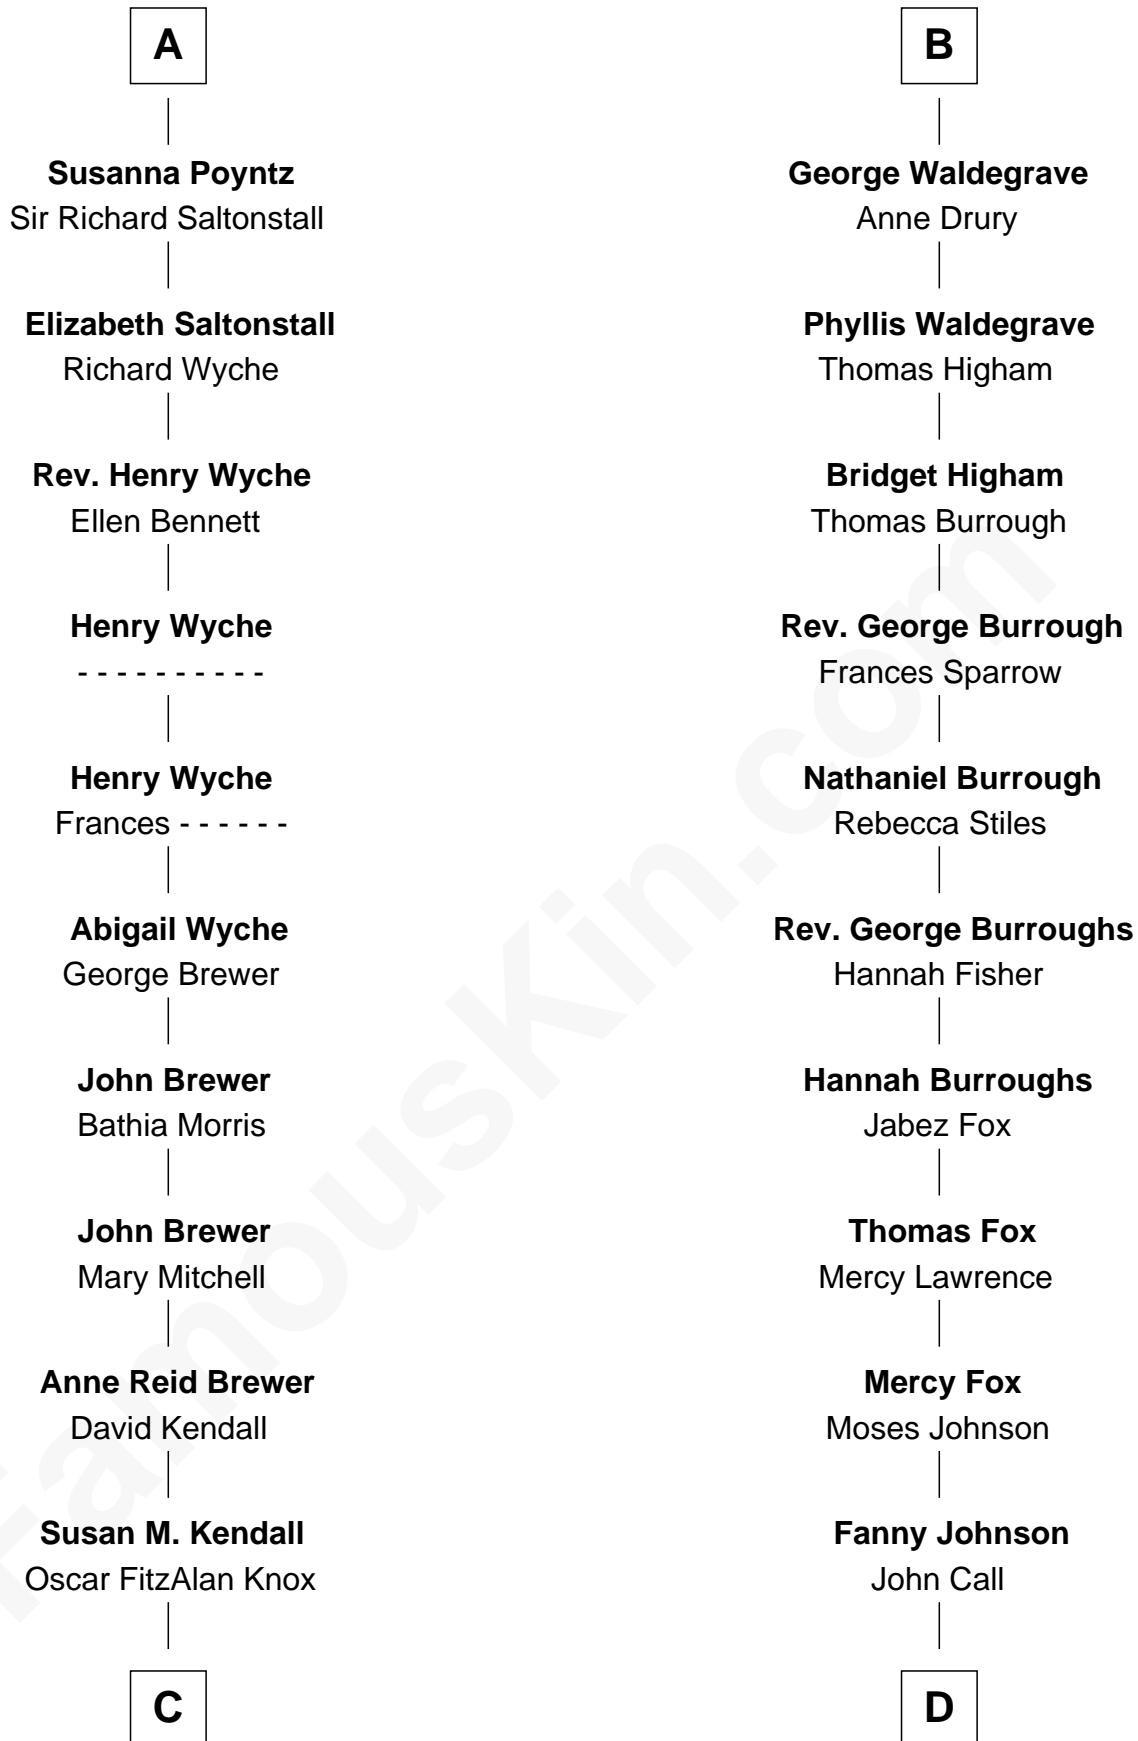 A
Susanna Poyntz
Sir Richard Saltonstall
Elizabeth Saltonstall
Richard Wyche
Rev. Henry Wyche
Ellen Bennett
Henry Wyche
- - - - - - - - - -
Henry Wyche
Frances - - - - - -
Abigail Wyche
George Brewer
John Brewer
Bathia Morris
John Brewer
Mary Mitchell
Anne Reid Brewer
David Kendall
Susan M. Kendall
Oscar FitzAlan Knox
C
B
George Waldegrave
Anne Drury
Phyllis Waldegrave
Thomas Higham
Bridget Higham
Thomas Burrough
Rev. George Burrough
Frances Sparrow
Nathaniel Burrough
Rebecca Stiles
Rev. George Burroughs
Hannah Fisher
Hannah Burroughs
Jabez Fox
Thomas Fox
Mercy Lawrence
Mercy Fox
Moses Johnson
Fanny Johnson
John Call
D
FamousKin.com